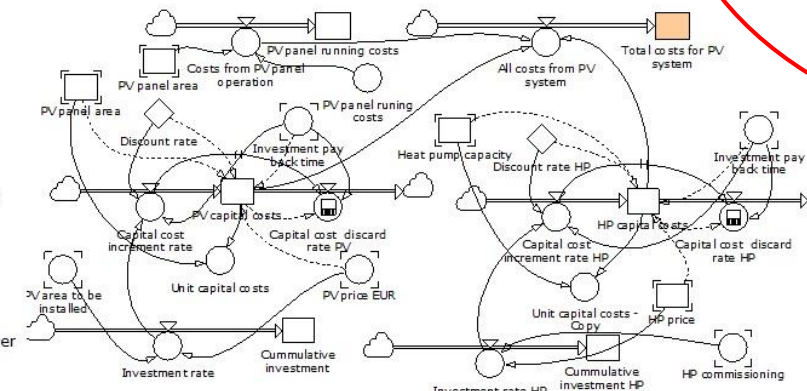 PV panel running costs
Total costs for PV
system
Costs from PV panel
operation
All costs from PV
system
PV panel area
PV panel area
PV panel runing
costs
Discount rate
Investment pay
back time
Heat pump capacity
Discount rate HP
Investment pay
back time
PV capital costs
HP capital costs
Capital cost
increment rate
Capital cost discard
rate PV
Capital cost
increment rate HP
Capital cost discard
rate HP
Unit capital costs
PV area to be
installed
PV price EUR
Unit capital costs -
Copy
HP price
Investment rate
Cummulative
investment
Investment rate HP
Cummulative
investment HP
HP commissioning